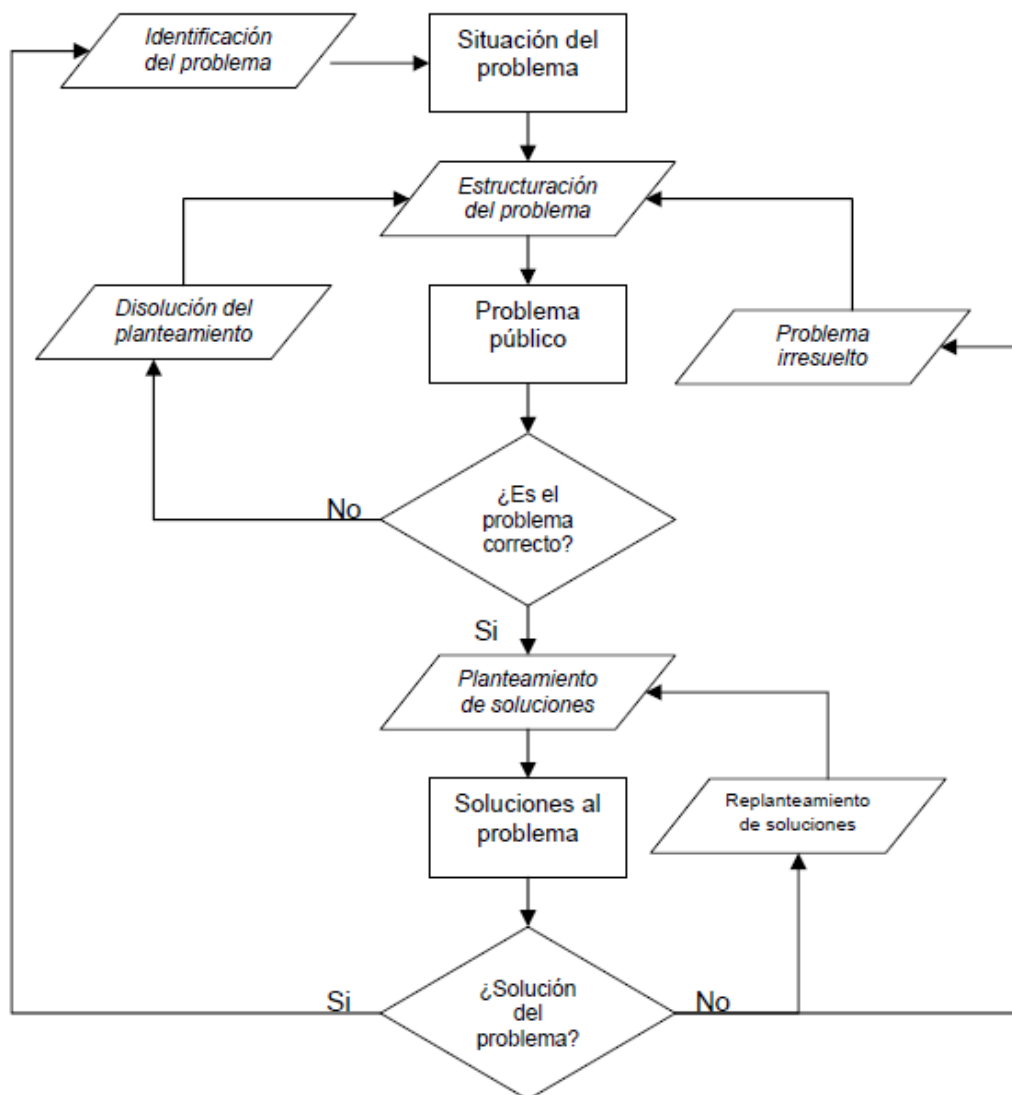 Identificación
del problema
Situación del
problema
Estructuración
del problema
Disolución del
planteamiento
Problema
público
Problema
irresuelto
¿Es el
problema
correcto?
No
Si
Planteamiento
de soluciones
Soluciones al
problema
Replanteamiento
de soluciones
¿Solución
del
problema?
Si
No